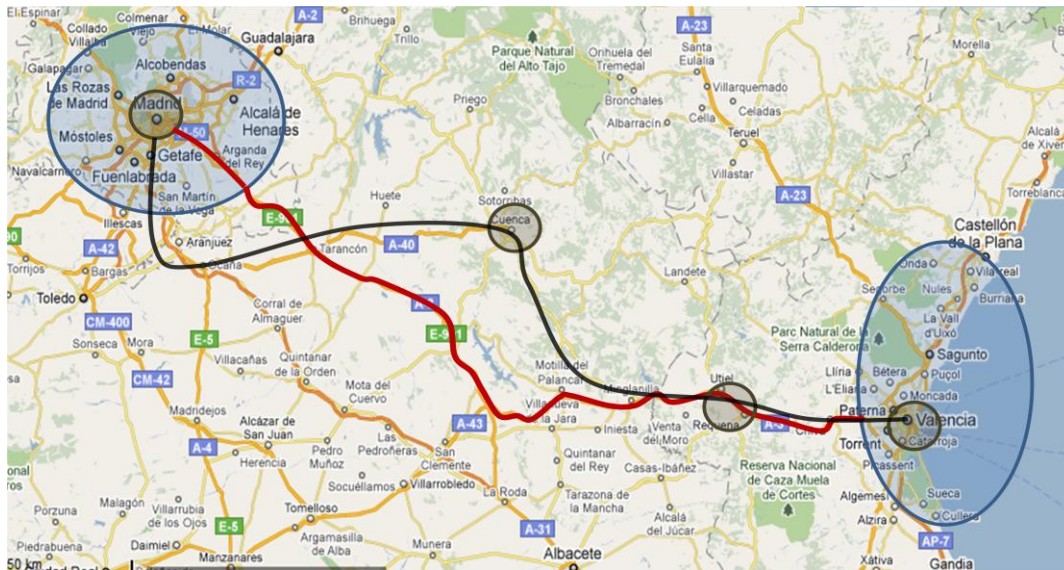 El Espinar
Colmenar
Viejo
El Molar
A-2
Brihuega
Trillo
Parque Natural
del Alto Tajo
Orihuela del
Tremedal
Santa
Eulalia
A-23
Morella
Collado
Villalba
Galapagar
Guadalajara
Alcobendas
R-2
Las Rozas
de Madrid
Madrid
Alcalá de
Henares
Priego
Bronchales
Villarquemado
Cella
Celadas
Albarracín
Teruel
Alcalá
de Xiver
Móstoles
Getafe
Arganda
del Rey
Navalcarnero
Fuenlabrada
San Martín
de la Vega
Villastar
A-23
Torreblanca
Illescas
Huete
Sotorribas
Cuenca
Castellón
de la Plana
A-42
Aranjuez
Tarancón
A-40
Torrijos
Bargas
Ocaña
Landete
Onda
Vila-real
Segorbe
Nules
Burriana
Toledo
Corral de
Almaguer
La Vall
d'Uixó
CM-400
E-5
Parc Natural de la
Serra Calderona
Sonseca
Mora
Villacañas
Quintanar
de la Orden
Motilla del
Palancar
Minglanilla
Utiel
Sagunto
Llíria
Bétera
Puçol
L'Eliana
Moncada
CM-42
Mota del
Cuervo
Villanueva
de la Jara
Requena
A-3
Paterna
Valencia
Madridejos
Alcázar de
San Juan
A-43
Iniesta
Venta
del Moro
Torrent
Catarroja
Las
Pedroñeras
Picassent
A-4
Herencia
Pedro
Muñoz
San
Clemente
Quintanar
del Rey
Casas-Ibáñez
Reserva Nacional
de Caza Muela
de Cortes
Socuéllamos
Villarrobledo
La Roda
Algemesí
Sueca
Cullera
Malagón
Villarrubia
de los Ojos
Tomelloso
Tarazona de
la Mancha
Alcalá
del Júcar
Alzira
Porzuna
E-5
Argamasilla
de Alba
A-31
AP-7
Piedrabuena
Daimiel
Manzanares
Munera
Albacete
Xàtiva
Gandia
50 km